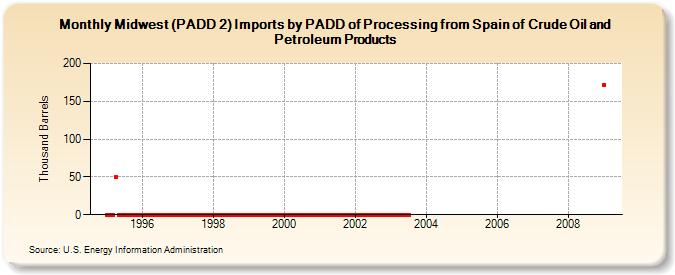 Monthly Midwest (PADD 2) Imports by PADD of Processing from Spain of Crude Oil and
Petroleum Products
Thousand Barrels
200
150
100
50
0
1996 1998 2000 2002 2004 2006 2008
Source: U.S. Energy Information Administration